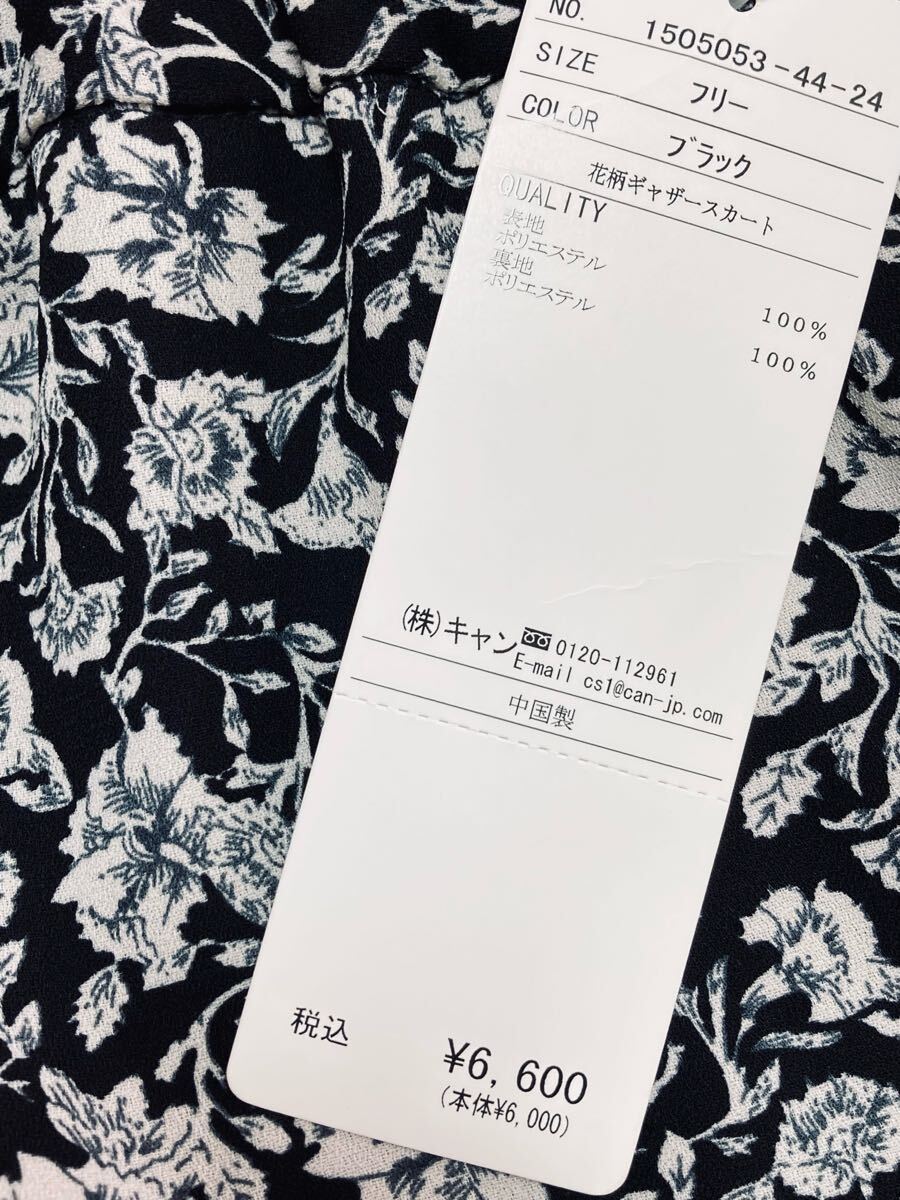 NO. 1505053-44-24
SIZE フリー
COLOR ブラック
花柄ギャザースカート
QUALITY
表地
ポリエステル 100%
裏地
ポリエステル 100%
(株)キャン 0120-112961
E-mail cs1@can-jp.com
中国製
税込 ¥6,600
(本体¥6,000)